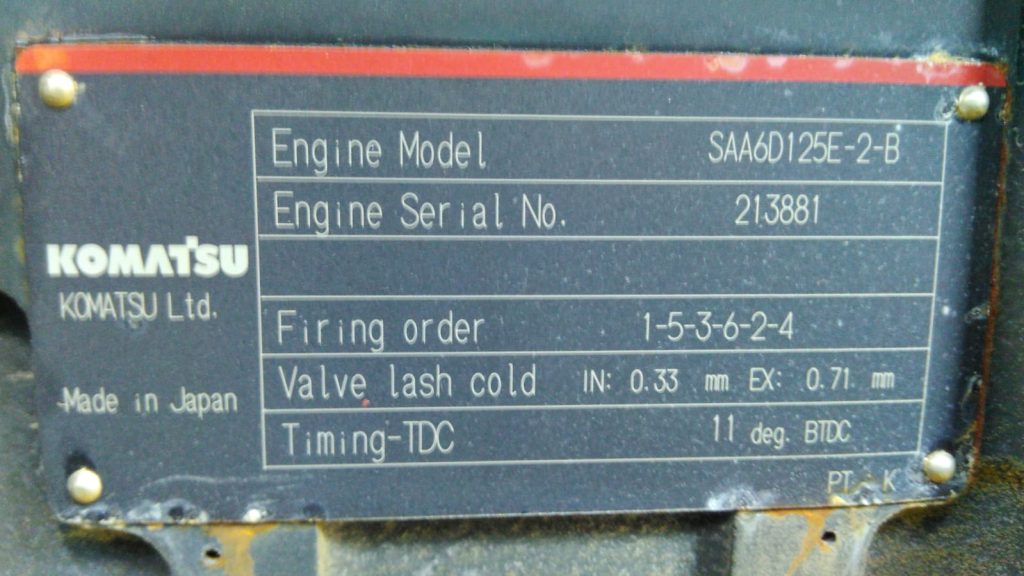 Engine Model SAA6D125E-2-B
Engine Serial No. 213881
KOMATSU
KOMATSU Ltd.
Firing order 1-5-3-6-2-4
Valve lash cold IN: 0.33 mm EX: 0.71 mm
Made in Japan
Timing-TDC 11 deg. BTDC
PT - K